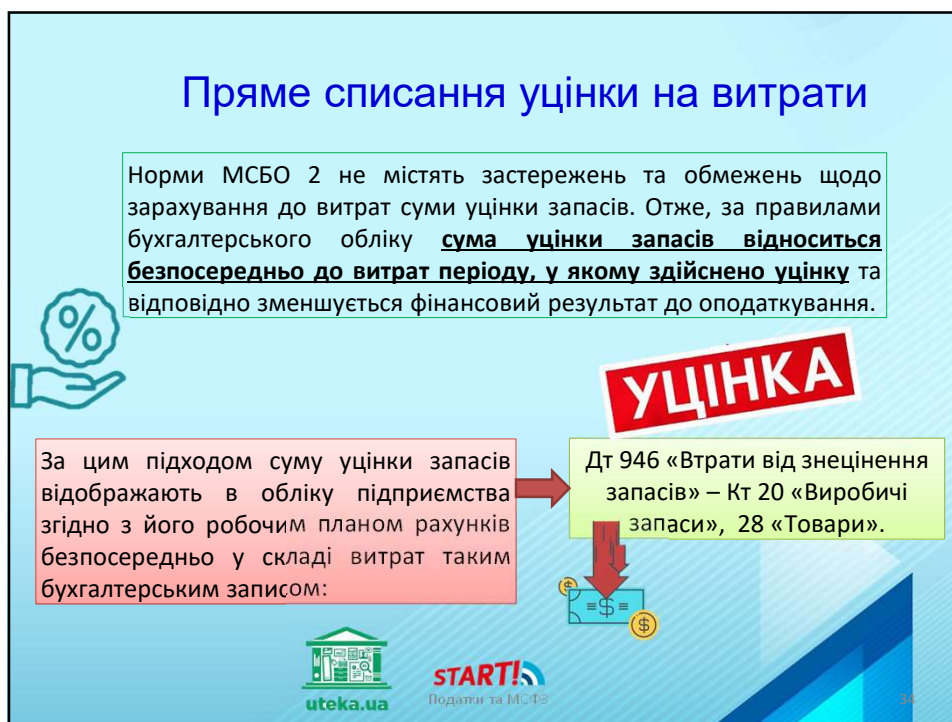 Пряме списання уцінки на витрати
Норми МСБО 2 не містять застережень та обмежень щодо
зарахування до витрат суми уцінки запасів. Отже, за правилами
бухгалтерського обліку сума уцінки запасів відноситься
безпосередньо до витрат періоду, у якому здійснено уцінку та
відповідно зменшується фінансовий результат до оподаткування.
%
УЦІНКА
За цим підходом суму уцінки запасів
відображають в обліку підприємства
згідно з його робочим планом рахунків
безпосередньо у складі витрат таким
бухгалтерським записом:
Дт 946 «Втрати від знецінення
запасів» – Кт 20 «Виробничі
запаси», 28 «Товари».
=$=
$
$
uteka.ua
START!
Податки та МСФЗ
34